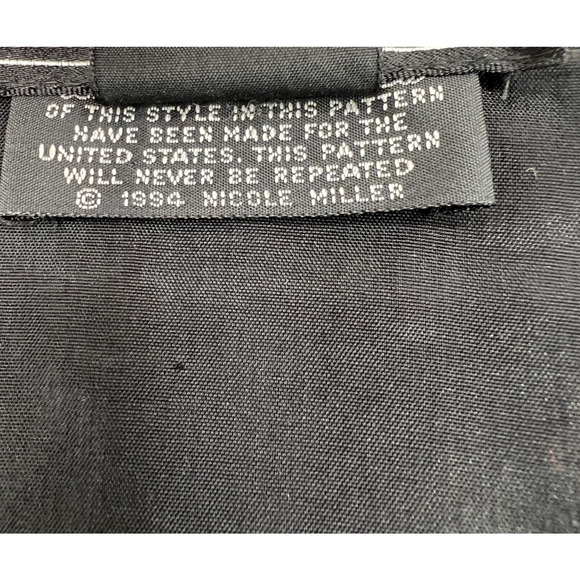 OF THIS STYLE IN THIS PATTERN
HAVE BEEN MADE FOR THE
UNITED STATES. THIS PATTERN
WILL NEVER BE REPEATED
© 1994 NICOLE MILLER